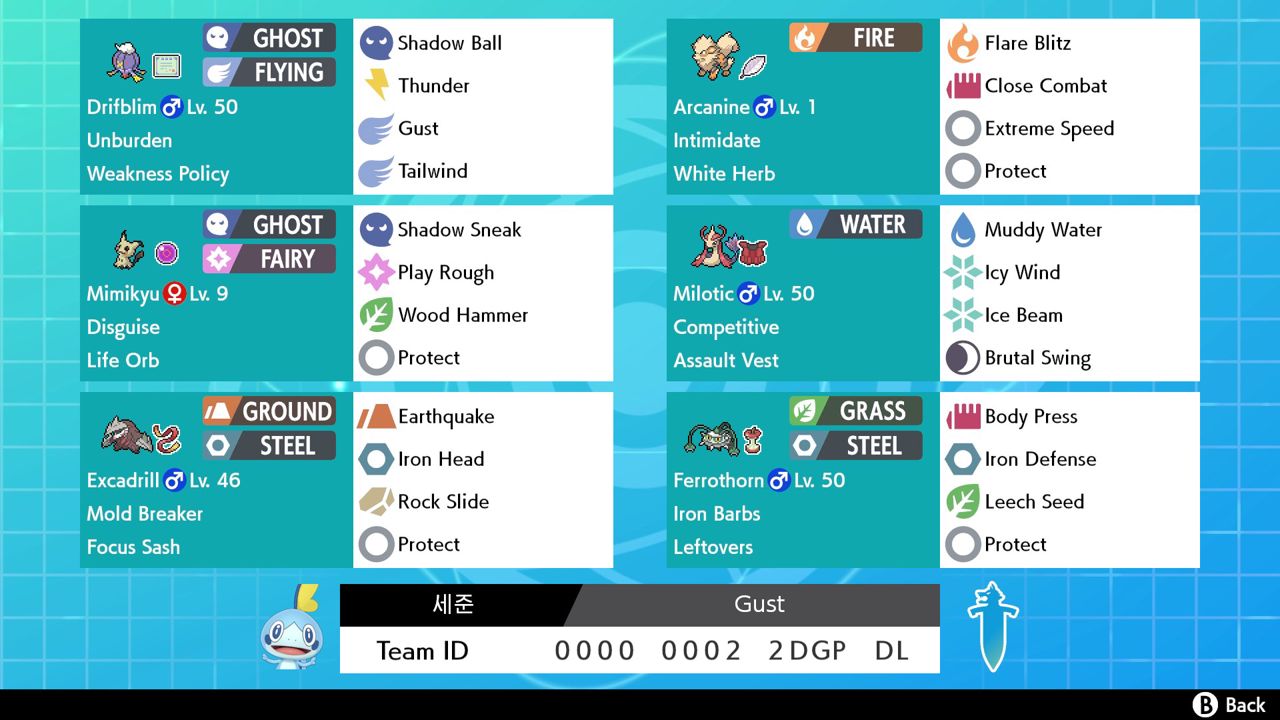 GHOST
FLYING
Drifblim Lv. 50
Unburden
Weakness Policy
Shadow Ball
Thunder
Gust
Tailwind
FIRE
Arcanine Lv. 1
Intimidate
White Herb
Flare Blitz
Close Combat
Extreme Speed
Protect
GHOST
FAIRY
Mimikyu Lv. 9
Disguise
Life Orb
Shadow Sneak
Play Rough
Wood Hammer
Protect
WATER
Milotic Lv. 50
Competitive
Assault Vest
Muddy Water
Icy Wind
Ice Beam
Brutal Swing
GROUND
STEEL
Excadrill Lv. 46
Mold Breaker
Focus Sash
Earthquake
Iron Head
Rock Slide
Protect
GRASS
STEEL
Ferrothorn Lv. 50
Iron Barbs
Leftovers
Body Press
Iron Defense
Leech Seed
Protect
세준 Gust
Team ID 0000 0002 2DGP DL
B Back